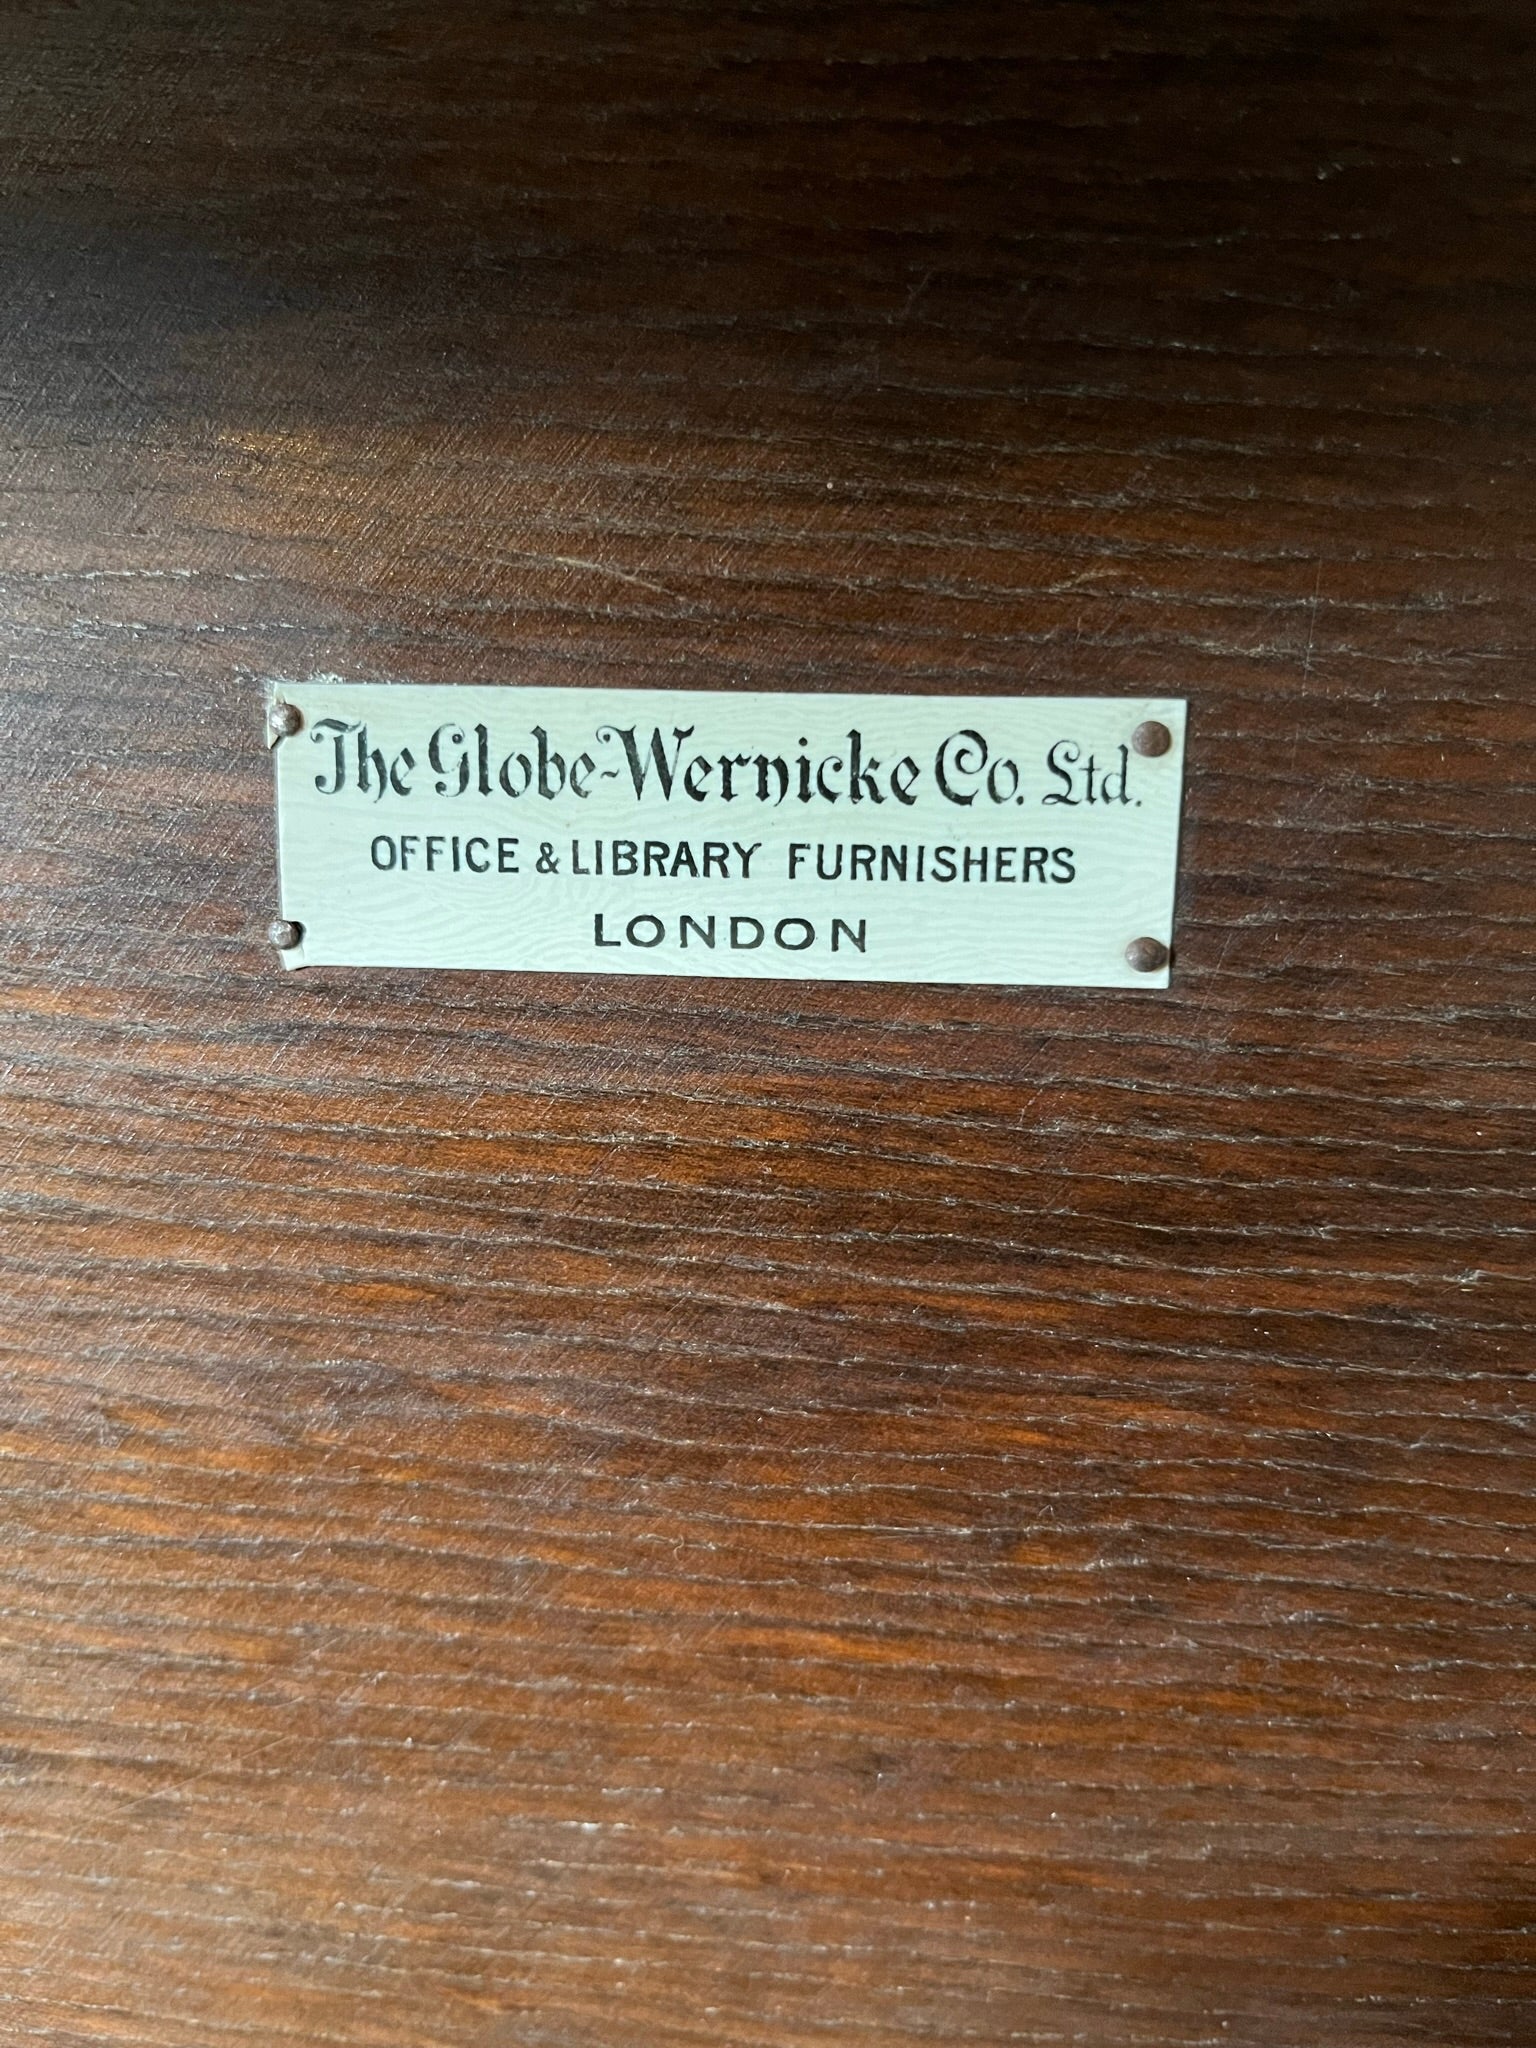 The Globe-Wernicke Co. Ltd.
OFFICE & LIBRARY FURNISHERS
LONDON